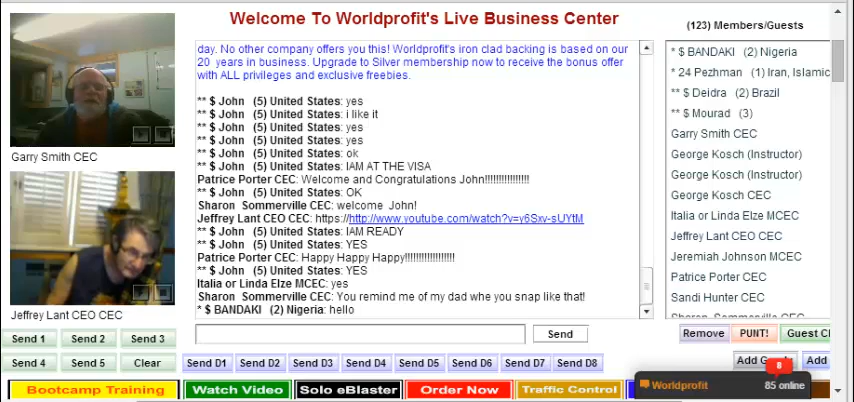 Welcome To Worldprofit's Live Business Center
(123) Members/Guests
Garry Smith CEC
Jeffrey Lant CEO CEC
Send 1 Send 2 Send 3
Send 4 Send 5 Clear
day. No other company offers you this! Worldprofit's iron clad backing is based on our
20 years in business. Upgrade to Silver membership now to receive the bonus offer
with ALL privileges and exclusive freebies.
** $ John (5) United States: yes
** $ John (5) United States: i like it
** $ John (5) United States: yes
** $ John (5) United States: yes
** $ John (5) United States: ok
** $ John (5) United States: IAM AT THE VISA
Patrice Porter CEC: Welcome and Congratulations John!!!!!!!!!!!!!!!!!
** $ John (5) United States: OK
Sharon Sommerville CEC: welcome John!
Jeffrey Lant CEO CEC: https://http://www.youtube.com/watch?v=y6Sxv-sUYtM
** $ John (5) United States: IAM READY
** $ John (5) United States: YES
Patrice Porter CEC: Happy Happy Happy!!!!!!!!!!!!!!!!!!!
** $ John (5) United States: YES
Italia or Linda Elze MCEC: yes
Sharon Sommerville CEC: You remind me of my dad whe you snap like that!
* $ BANDAKI (2) Nigeria: hello
Send
Send D1 Send D2 Send D3 Send D4 Send D5 Send D6 Send D7 Send D8
* $ BANDAKI (2) Nigeria
* 24 Pezhman (1) Iran, Islamic
** $ Deidra (2) Brazil
** $ Mourad (3)
Garry Smith CEC
George Kosch (Instructor)
George Kosch (Instructor)
George Kosch CEC
Italia or Linda Elze MCEC
Jeffrey Lant CEO CEC
Jeremiah Johnson MCEC
Patrice Porter CEC
Sandi Hunter CEC
Sharon Sommerville CEC
Remove PUNT! Guest
Add Add
Bootcamp Training Watch Video Solo eBlaster Order Now Traffic Control
8
Worldprofit 85 online